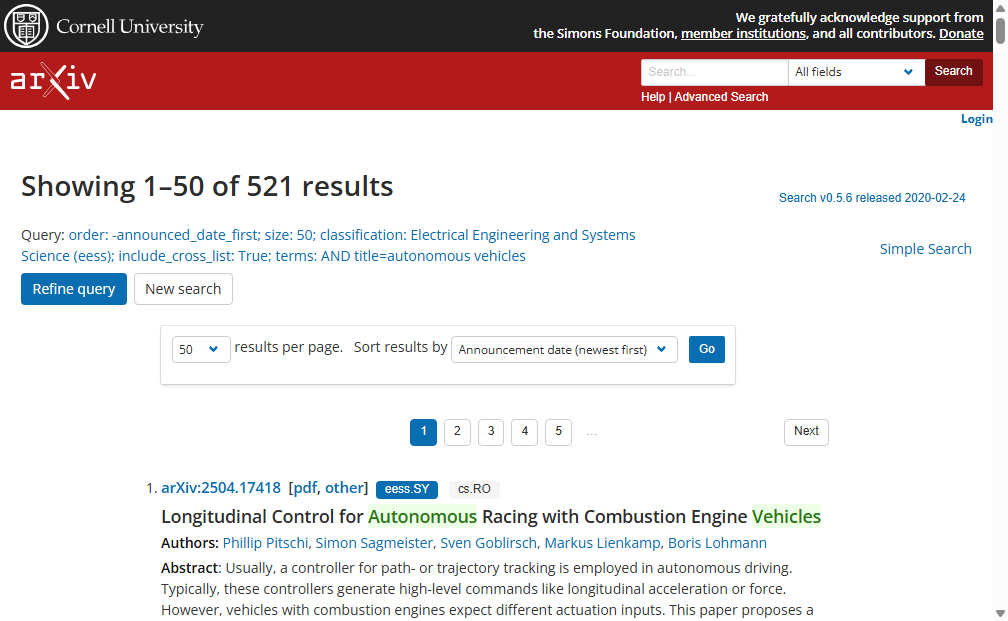 Cornell University
We gratefully acknowledge support from
the Simons Foundation, member institutions, and all contributors. Donate
arXiv
Search...
All fields
Search
Help | Advanced Search
Login
Showing 1–50 of 521 results
Search v0.5.6 released 2020-02-24
Query: order: -announced_date_first; size: 50; classification: Electrical Engineering and Systems
Science (eess); include_cross_list: True; terms: AND title=autonomous vehicles
Simple Search
Refine query
New search
50 results per page. Sort results by Announcement date (newest first) Go
1 2 3 4 5 ... Next
1. arXiv:2504.17418 [pdf, other] eess.SY cs.RO
Longitudinal Control for Autonomous Racing with Combustion Engine Vehicles
Authors: Phillip Pitschi, Simon Sagmeister, Sven Goblirsch, Markus Lienkamp, Boris Lohmann
Abstract: Usually, a controller for path- or trajectory tracking is employed in autonomous driving.
Typically, these controllers generate high-level commands like longitudinal acceleration or force.
However, vehicles with combustion engines expect different actuation inputs. This paper proposes a